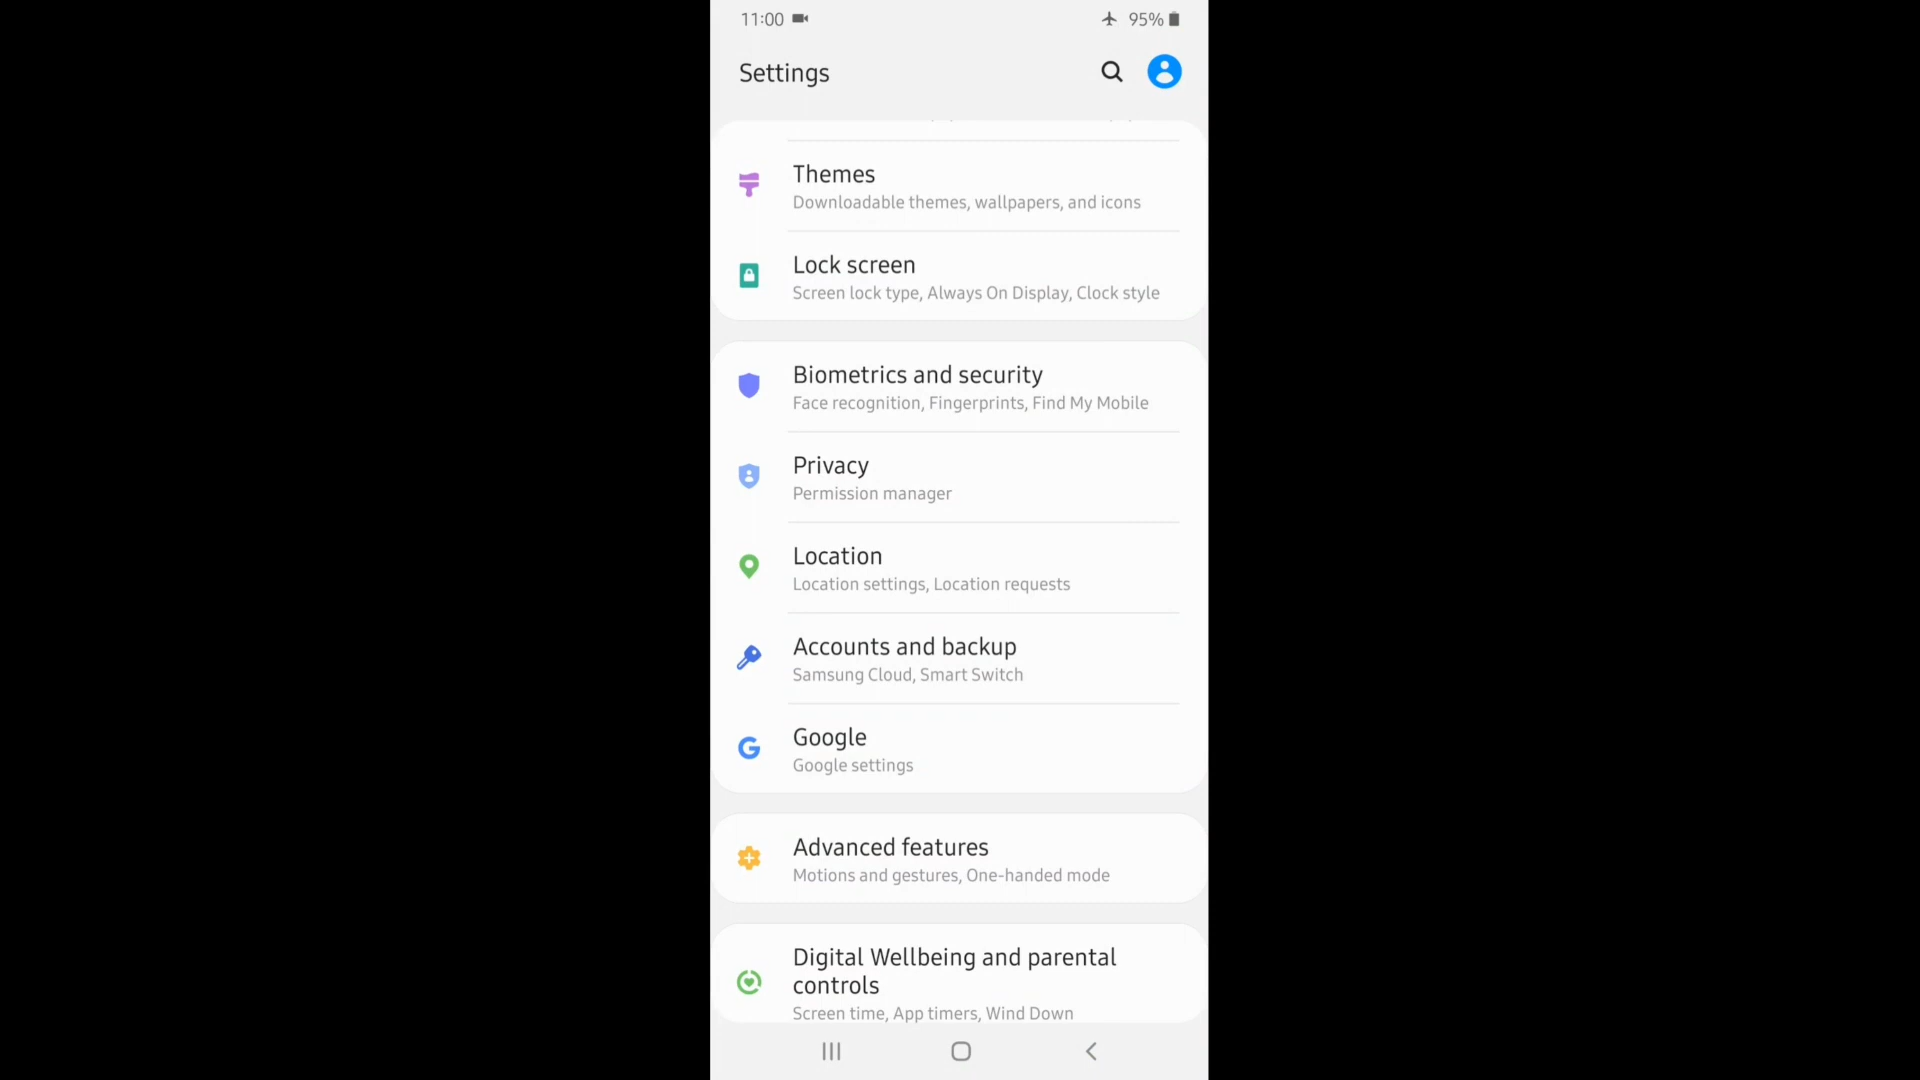 11:00 95%
Settings
Themes
Downloadable themes, wallpapers, and icons
Lock screen
Screen lock type, Always On Display, Clock style
Biometrics and security
Face recognition, Fingerprints, Find My Mobile
Privacy
Permission manager
Location
Location settings, Location requests
Accounts and backup
Samsung Cloud, Smart Switch
Google
Google settings
Advanced features
Motions and gestures, One-handed mode
Digital Wellbeing and parental
controls
Screen time, App timers, Wind Down